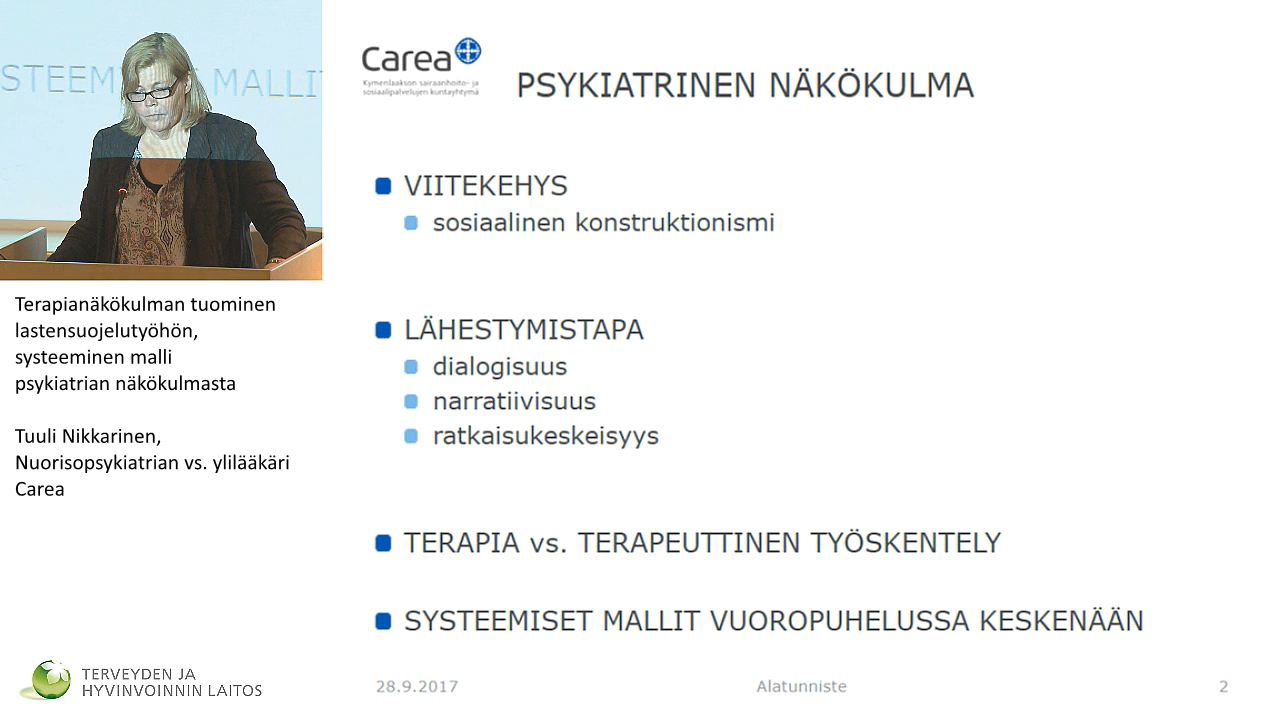 STEEM MALLIT
Terapianäkökulman tuominen
lastensuojelutyöhön,
systeeminen malli
psykiatrian näkökulmasta
Tuuli Nikkarinen,
Nuorisopsykiatrian vs. ylilääkäri
Carea
TERVEYDEN JA
HYVINVOINNIN LAITOS
Carea
Kymenlaakson sairaanhoito- ja
sosiaalipalvelujen kuntayhtymä
PSYKIATRINEN NÄKÖKULMA
VIITEKEHYS
sosiaalinen konstruktionismi
LÄHESTYMISTAPA
dialogisuus
narratiivisuus
ratkaisukeskeisyys
TERAPIA vs. TERAPEUTTINEN TYÖSKENTELY
SYSTEEMISET MALLIT VUOROPUHELUSSA KESKENÄÄN
28.9.2017 Alatunniste 2